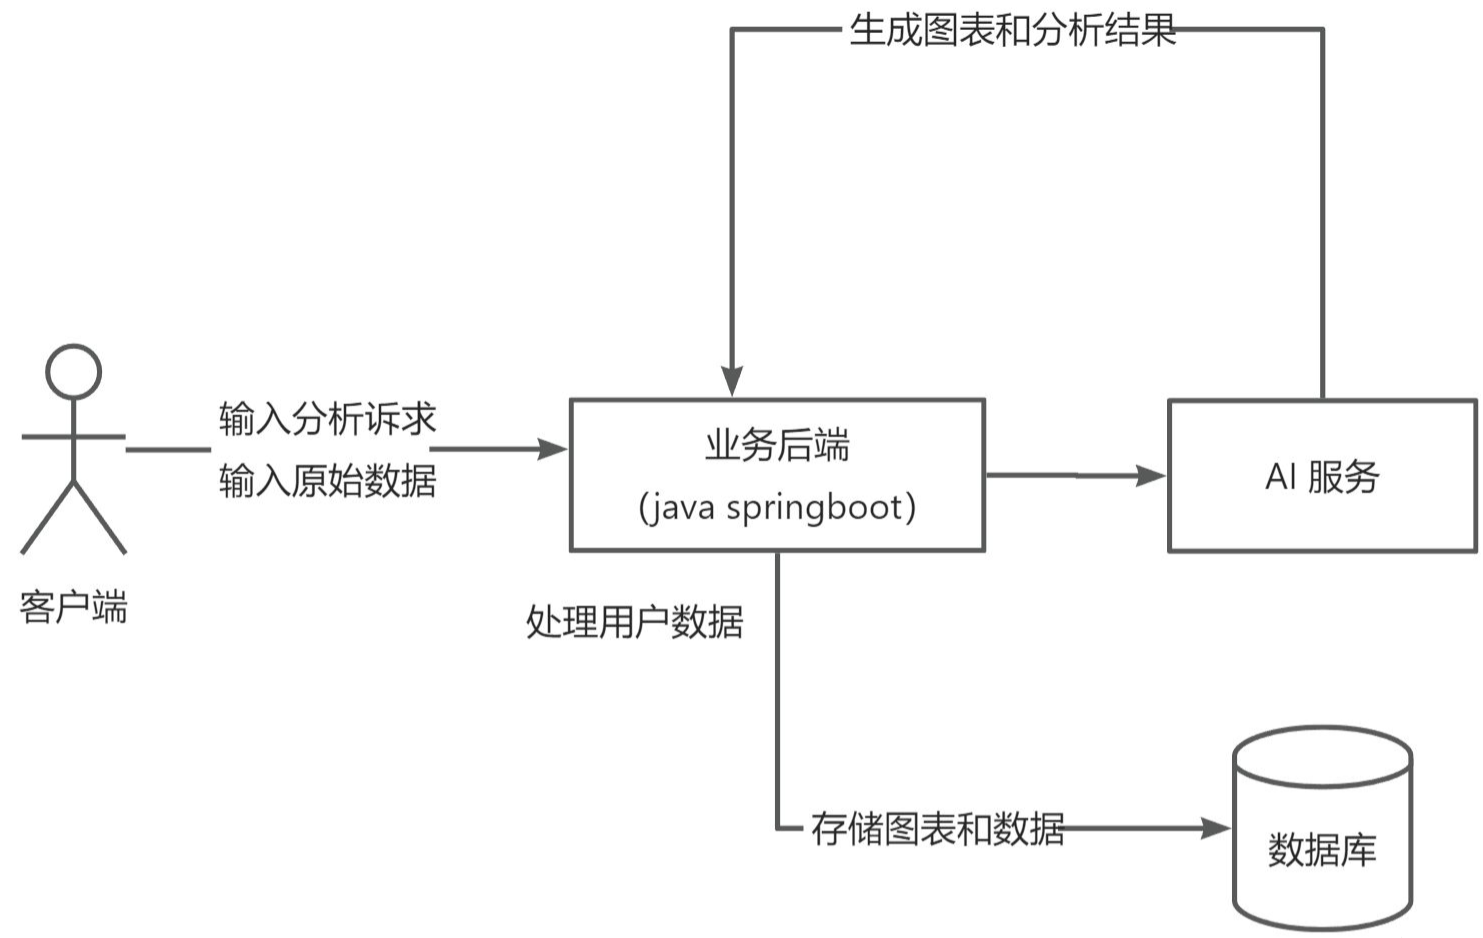 生成图表和分析结果
输入分析诉求
输入原始数据
业务后端
(java springboot)
AI 服务
客户端
处理用户数据
存储图表和数据
数据库